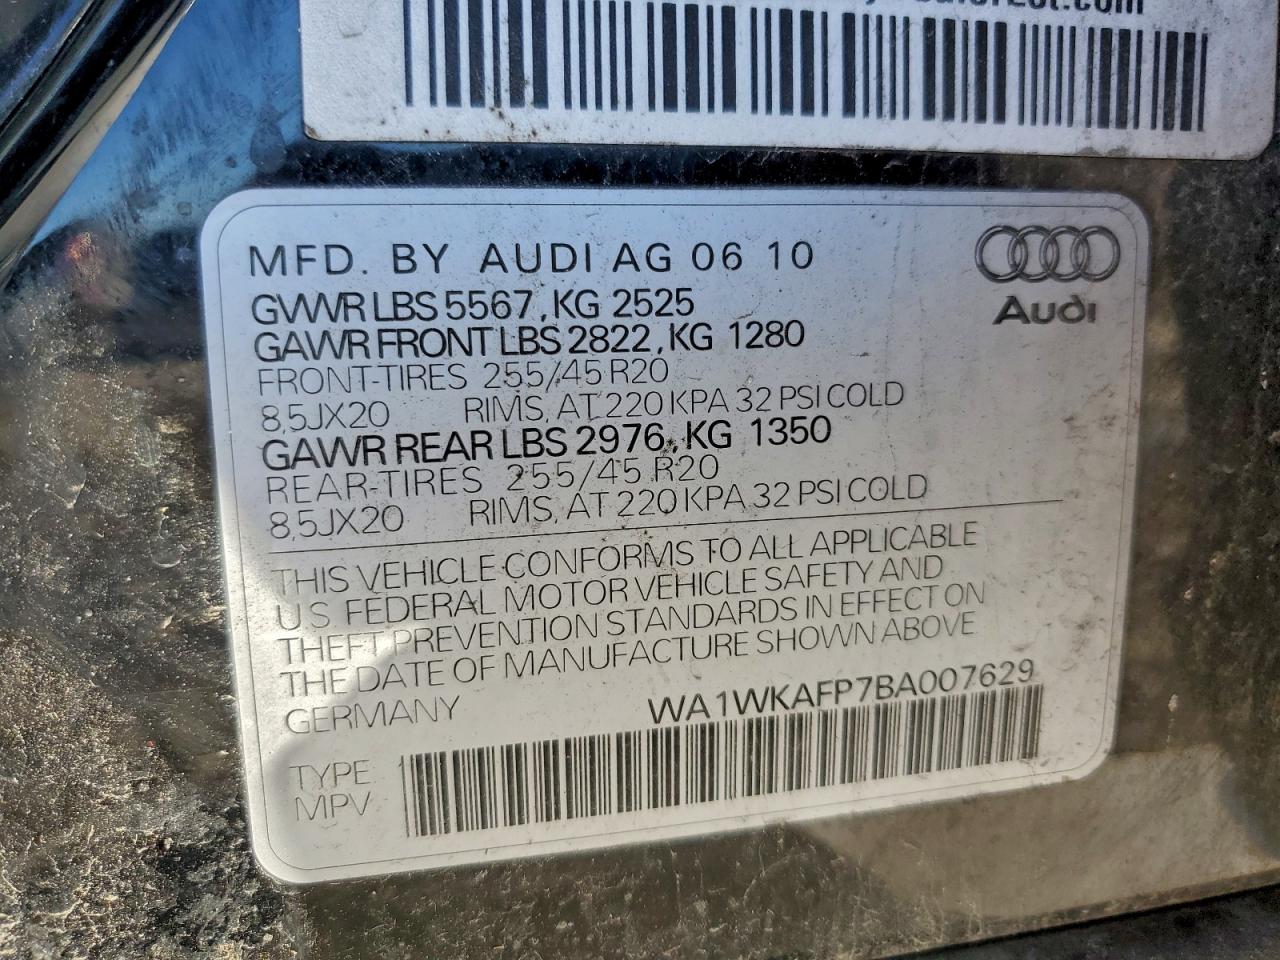 MFD. BY AUDI AG 06 10
GVWR LBS 5567, KG 2525
GAWR FRONT LBS 2822, KG 1280
FRONT-TIRES 255/45 R20
8,5JX20 RIMS, AT 220 KPA 32 PSI COLD
GAWR REAR LBS 2976, KG 1350
REAR-TIRES 255/45 R20
8,5JX20 RIMS, AT 220 KPA 32 PSI COLD
THIS VEHICLE CONFORMS TO ALL APPLICABLE
U.S. FEDERAL MOTOR VEHICLE SAFETY AND
THEFT PREVENTION STANDARDS IN EFFECT ON
THE DATE OF MANUFACTURE SHOWN ABOVE
GERMANY WA1WKAFP7BA007629
TYPE
MPV
Audi